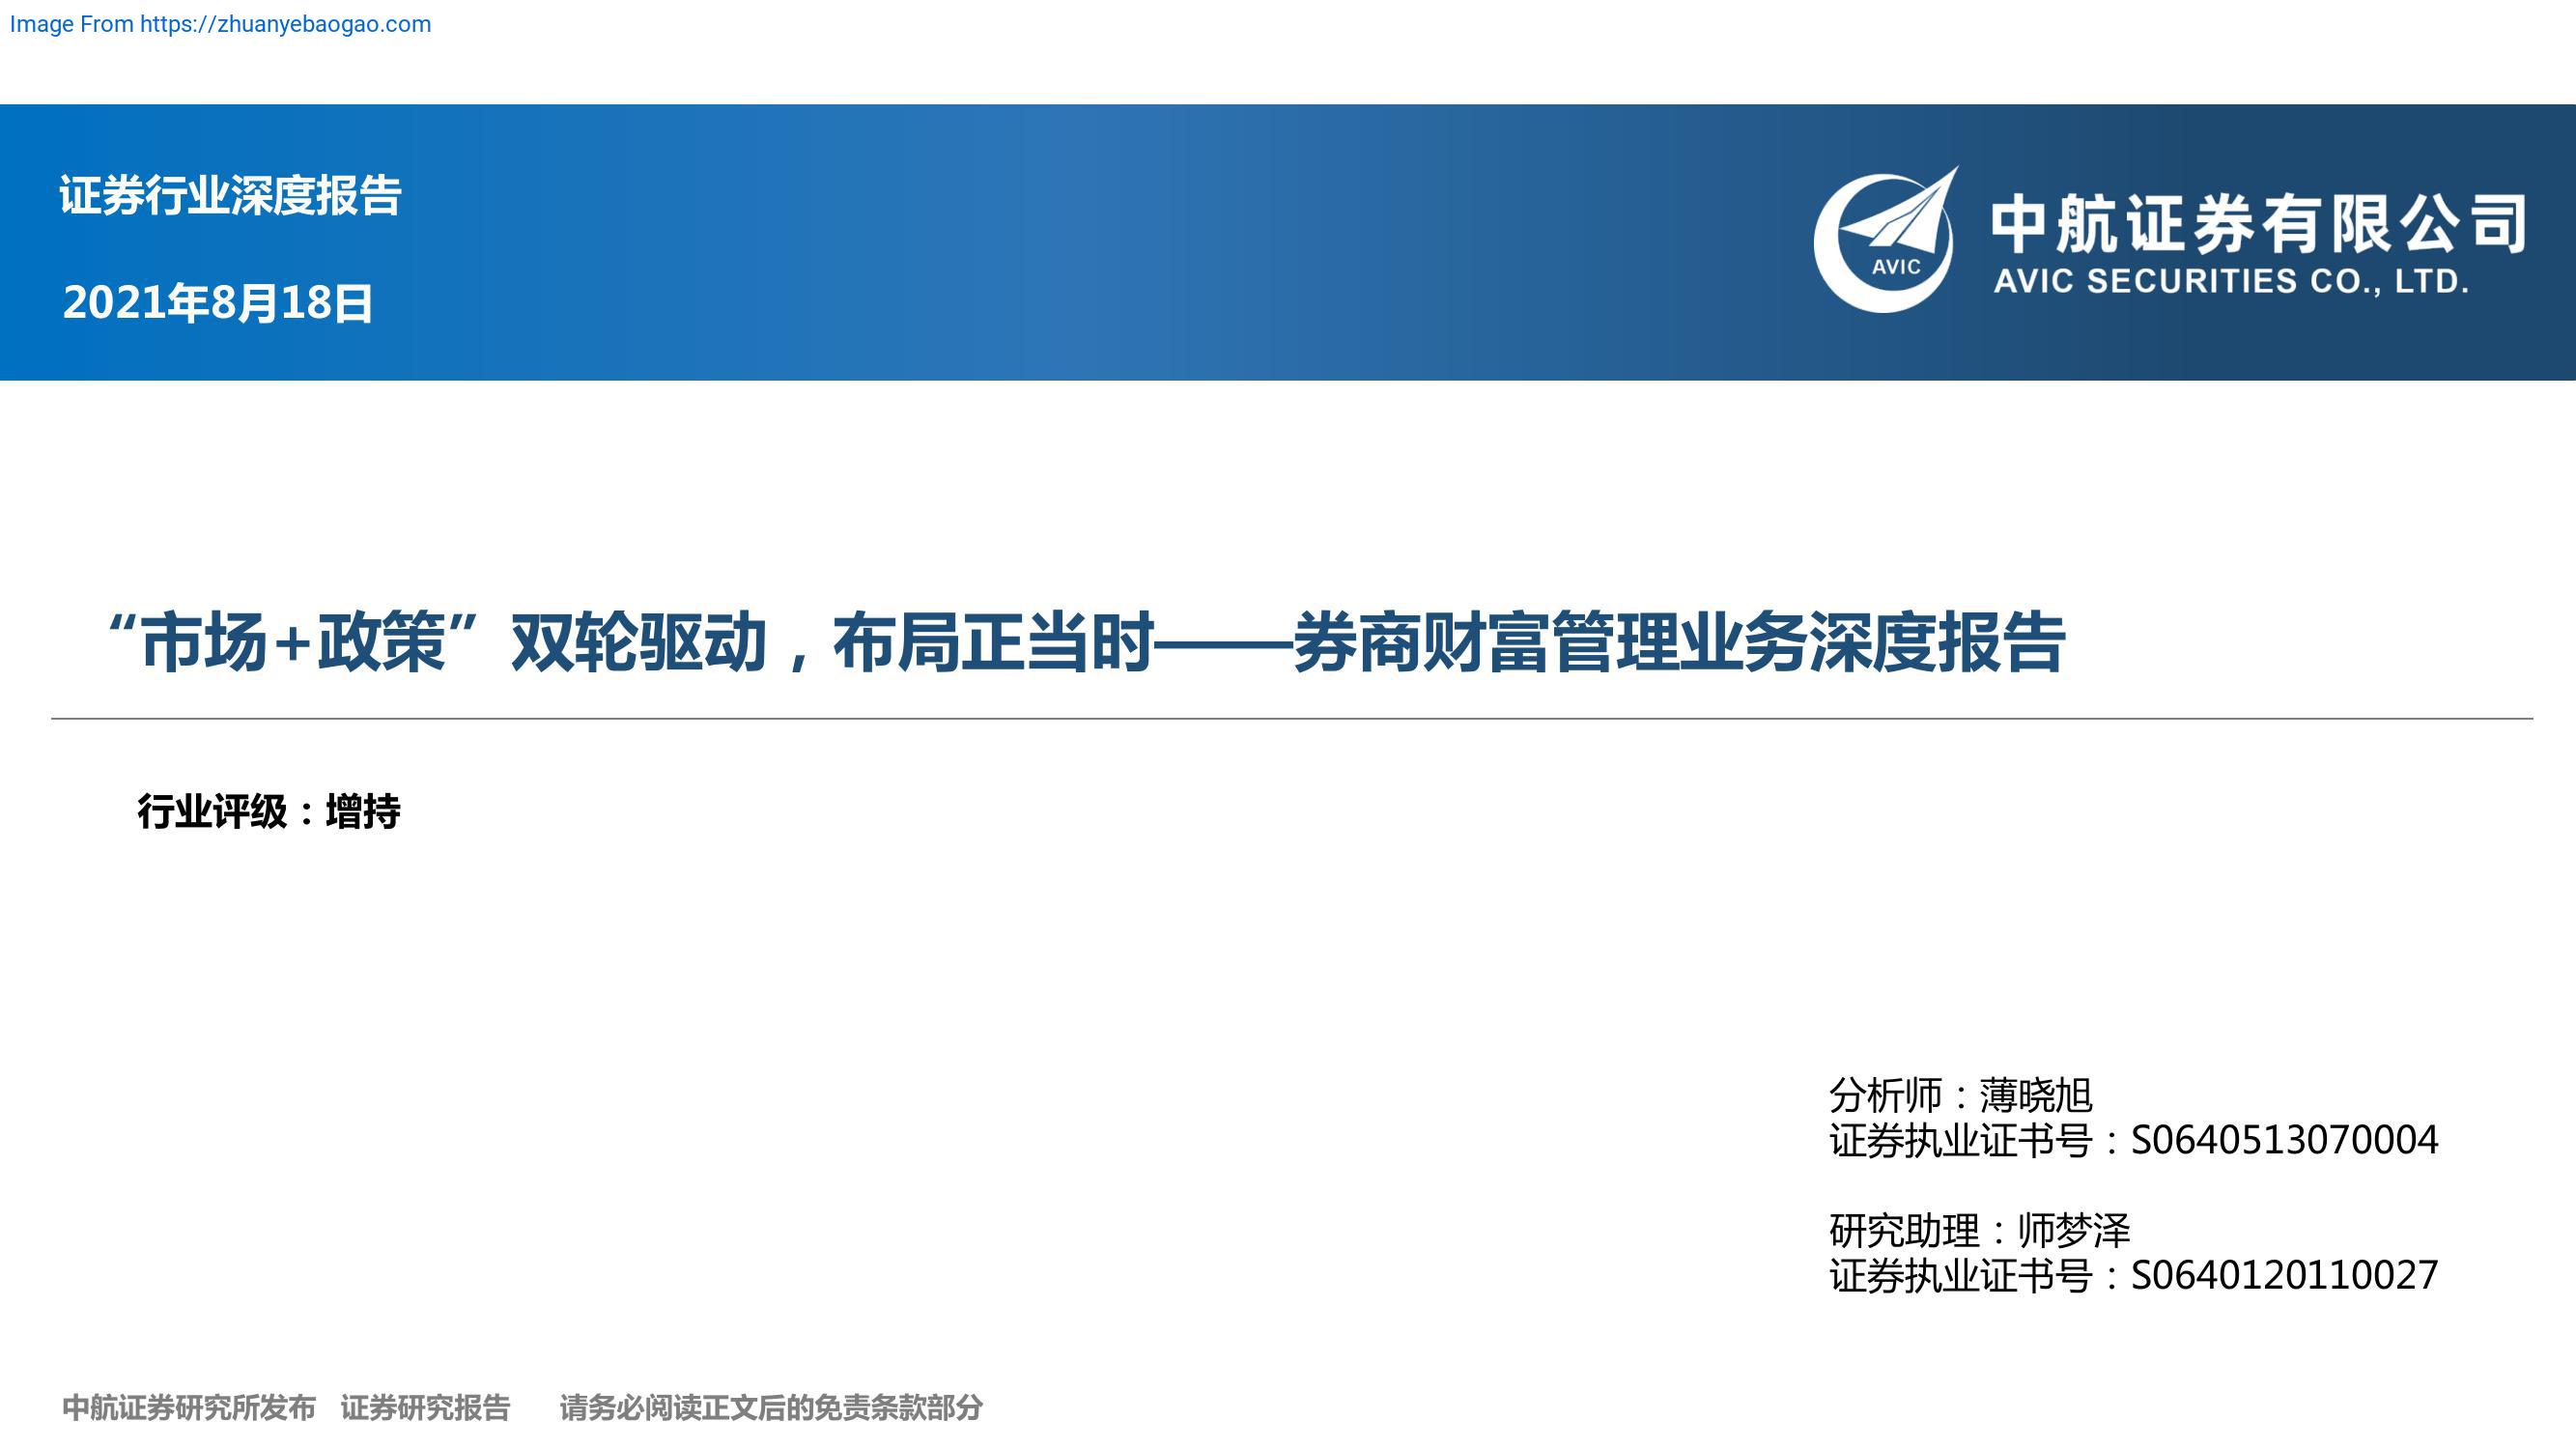 Image From https://zhuanyebaogao.com
证券行业深度报告
2021年8月18日
AVIC
中航证券有限公司
AVIC SECURITIES CO., LTD.
“市场+政策”双轮驱动，布局正当时——券商财富管理业务深度报告
行业评级：增持
分析师：薄晓旭
证券执业证书号：S0640513070004
研究助理：师梦泽
证券执业证书号：S0640120110027
中航证券研究所发布 证券研究报告 请务必阅读正文后的免责条款部分